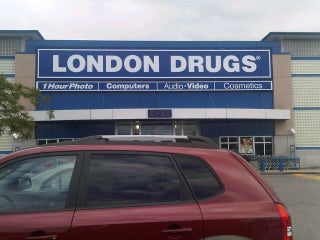 LONDON DRUGS®
1 Hour Photo Computers Audio·Video Cosmetics